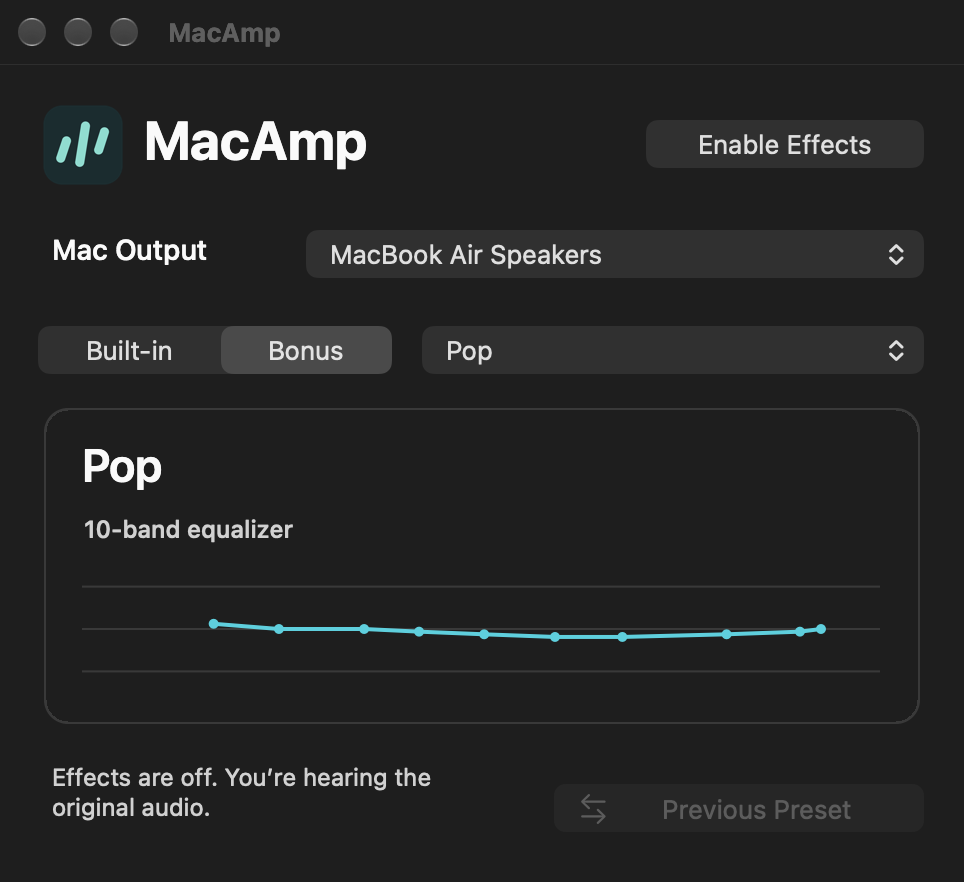 MacAmp
MacAmp
Enable Effects
Mac Output
MacBook Air Speakers
Built-in
Bonus
Pop
Pop
10-band equalizer
Effects are off. You’re hearing the
original audio.
Previous Preset